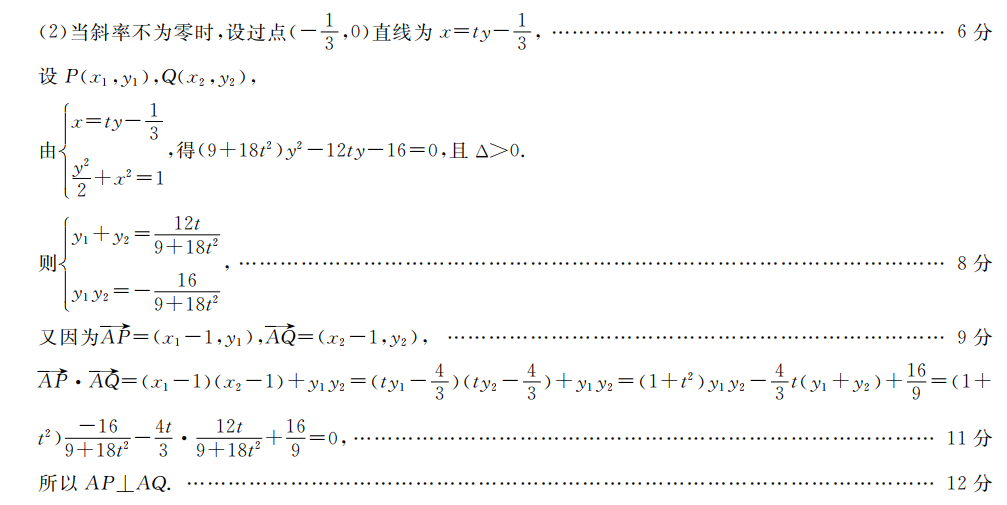 (2)当斜率不为零时,设过点(-1/3,0)直线为 x=ty-1/3, …………………………………………… 6 分
设 P(x₁,y₁),Q(x₂,y₂),
由{x=ty-1/3, y²/2+x²=1,得(9+18t²)y²-12ty-16=0,且 Δ>0.
则{y₁+y₂=12t/(9+18t²), y₁y₂=-16/(9+18t²), …………………………………………… 8 分
又因为AP→=(x₁-1,y₁),AQ→=(x₂-1,y₂), …………………………………………… 9 分
AP→·AQ→=(x₁-1)(x₂-1)+y₁y₂=(ty₁-4/3)(ty₂-4/3)+y₁y₂=(1+t²)y₁y₂-4/3t(y₁+y₂)+16/9=(1+
t²)-16/(9+18t²)-4t/3·12t/(9+18t²)+16/9=0, …………………………………………… 11 分
所以 AP⊥AQ. …………………………………………… 12 分